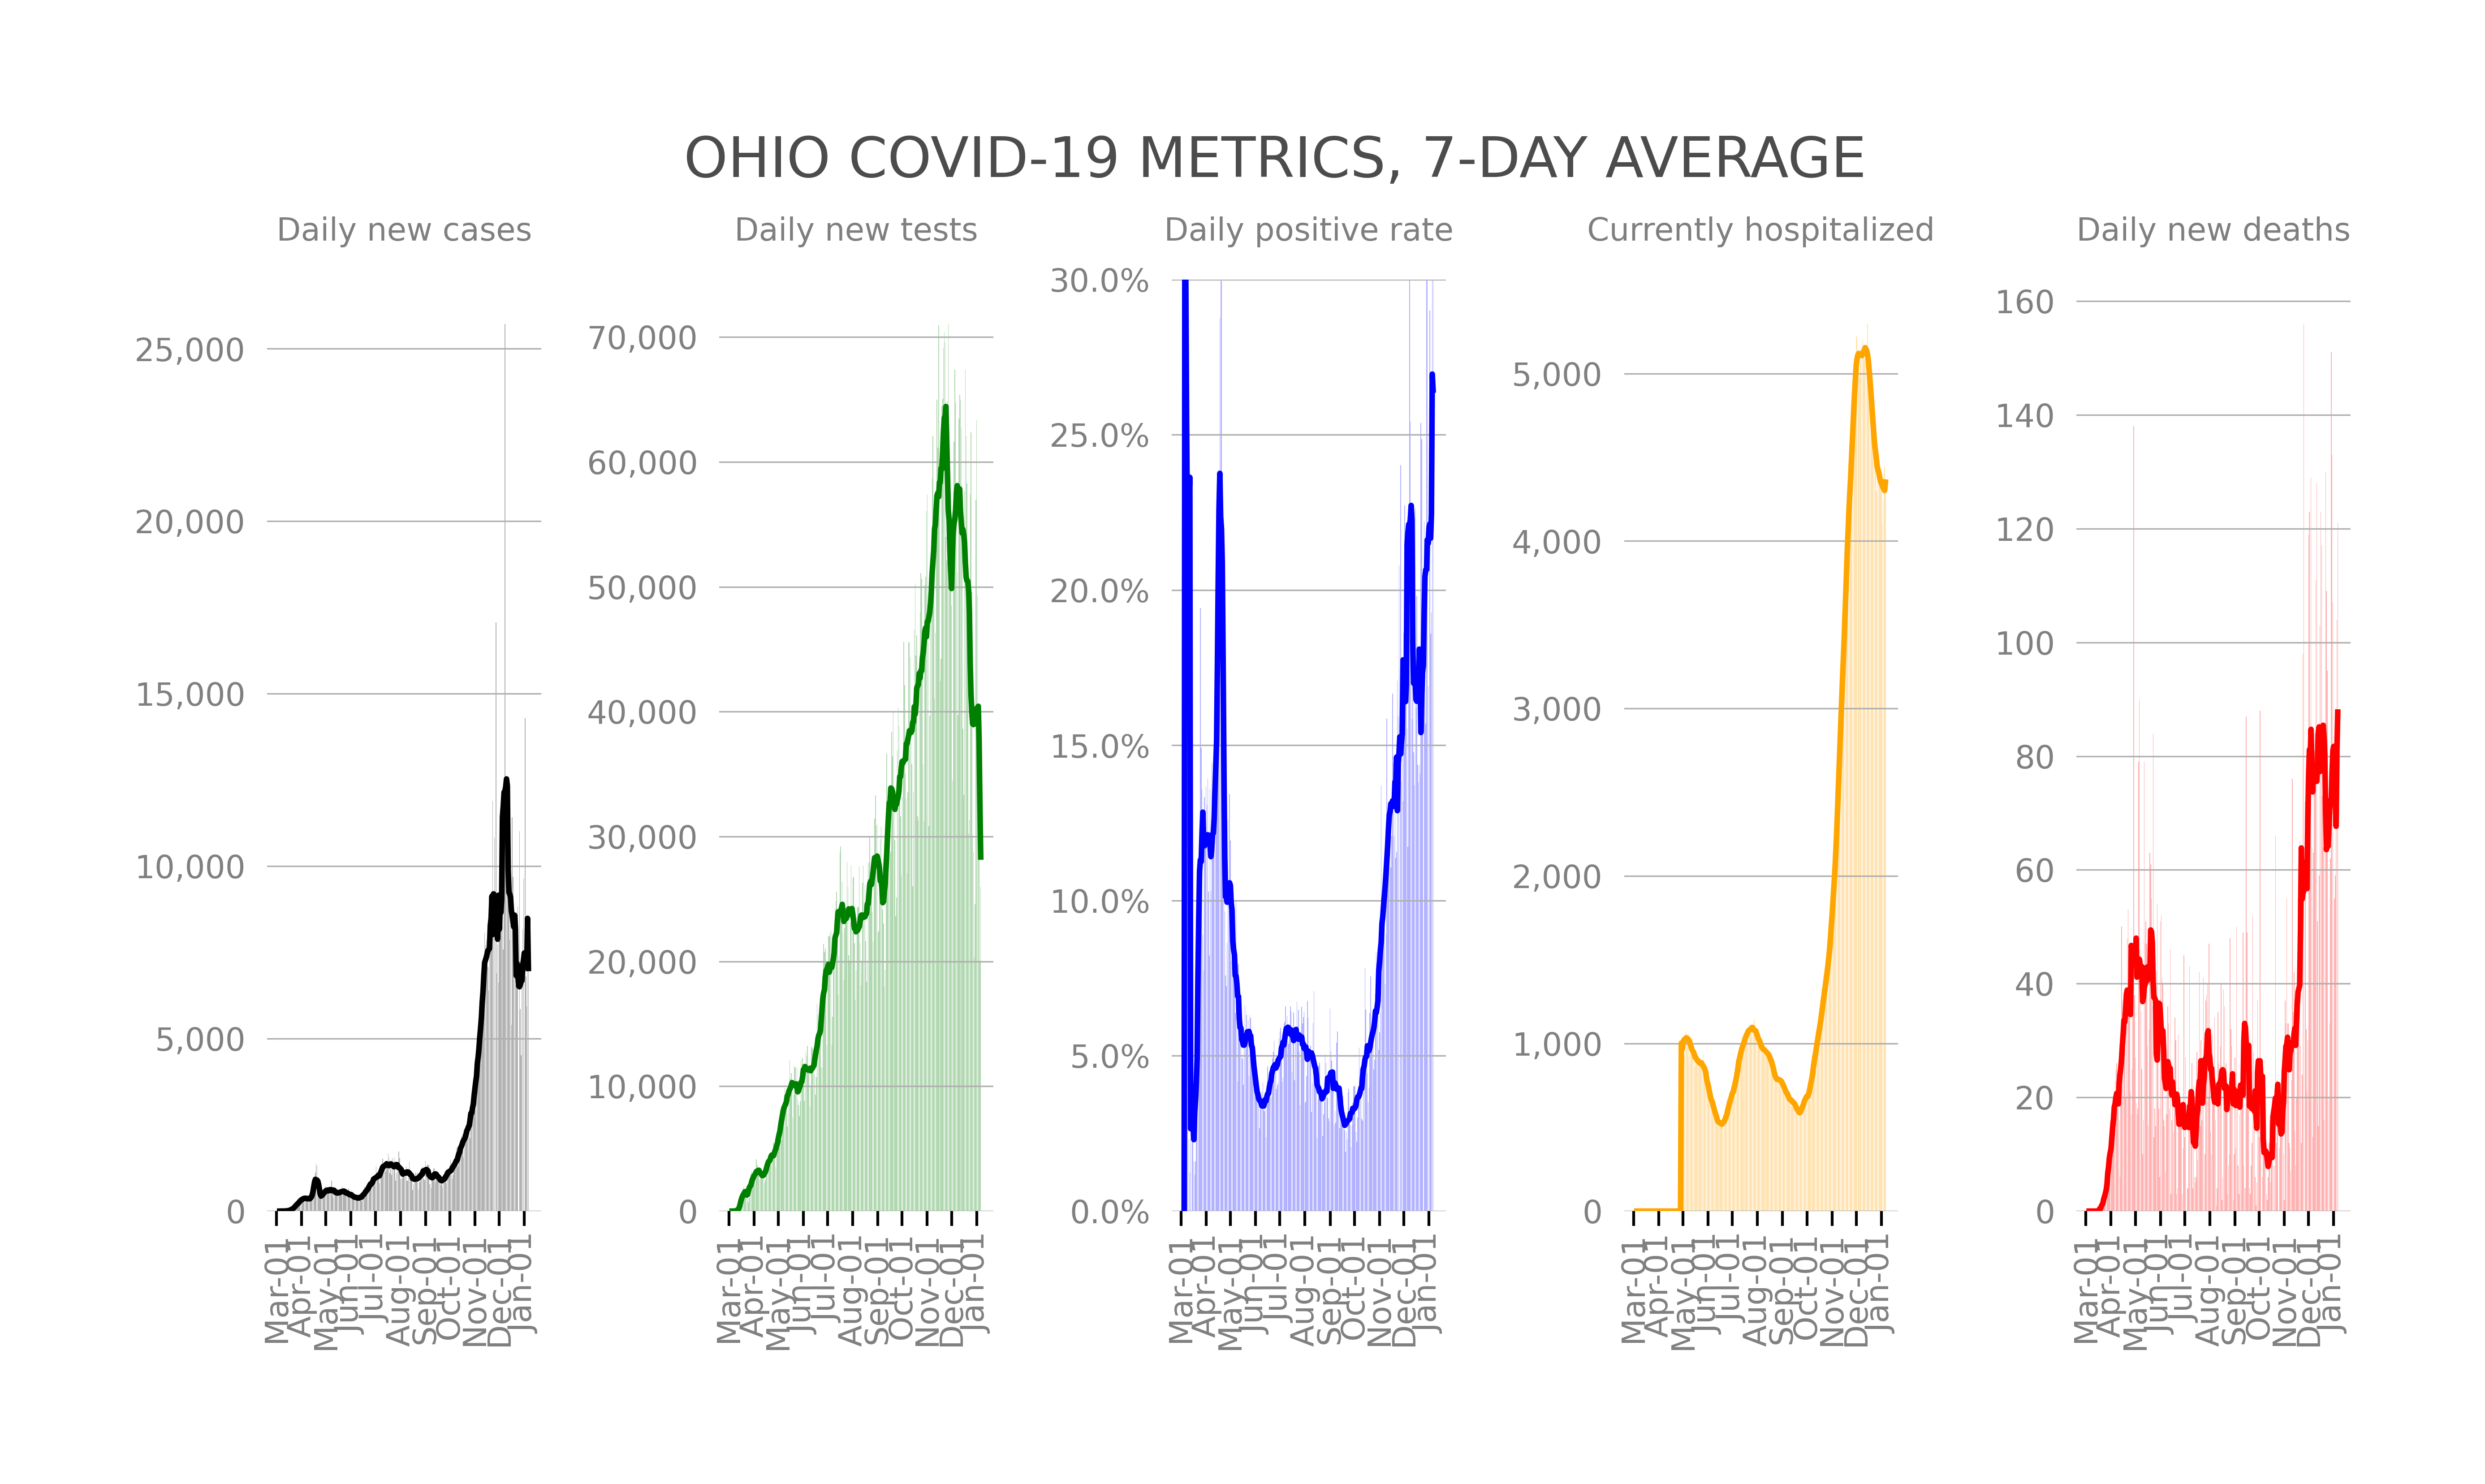 OHIO COVID-19 METRICS, 7-DAY AVERAGE
Daily new cases
25,000
20,000
15,000
10,000
5,000
0
Mar-01
Apr-01
May-01
Jun-01
Jul-01
Aug-01
Sep-01
Oct-01
Nov-01
Dec-01
Jan-01
Daily new tests
70,000
60,000
50,000
40,000
30,000
20,000
10,000
0
Mar-01
Apr-01
May-01
Jun-01
Jul-01
Aug-01
Sep-01
Oct-01
Nov-01
Dec-01
Jan-01
Daily positive rate
30.0%
25.0%
20.0%
15.0%
10.0%
5.0%
0.0%
Mar-01
Apr-01
May-01
Jun-01
Jul-01
Aug-01
Sep-01
Oct-01
Nov-01
Dec-01
Jan-01
Currently hospitalized
5,000
4,000
3,000
2,000
1,000
0
Mar-01
Apr-01
May-01
Jun-01
Jul-01
Aug-01
Sep-01
Oct-01
Nov-01
Dec-01
Jan-01
Daily new deaths
160
140
120
100
80
60
40
20
0
Mar-01
Apr-01
May-01
Jun-01
Jul-01
Aug-01
Sep-01
Oct-01
Nov-01
Dec-01
Jan-01